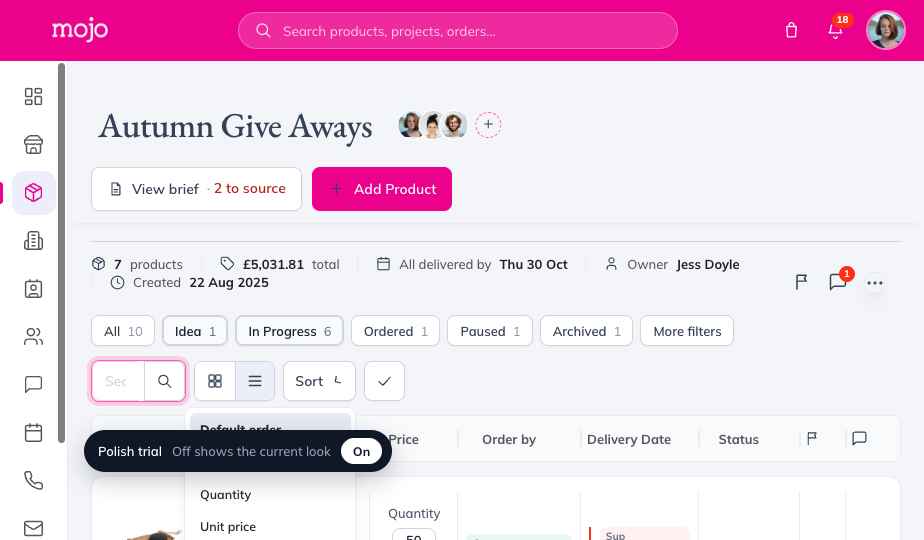 mojo
Search products, projects, orders...
18
Autumn Give Aways
View brief · 2 to source
Add Product
7 products
£5,031.81 total
All delivered by Thu 30 Oct
Owner Jess Doyle
Created 22 Aug 2025
1
All 10
Idea 1
In Progress 6
Ordered 1
Paused 1
Archived 1
More filters
Sec
Sort
Default order
Polish trial Off shows the current look On
Price
Order by
Delivery Date
Status
Quantity
Unit price
Quantity
50
Sup